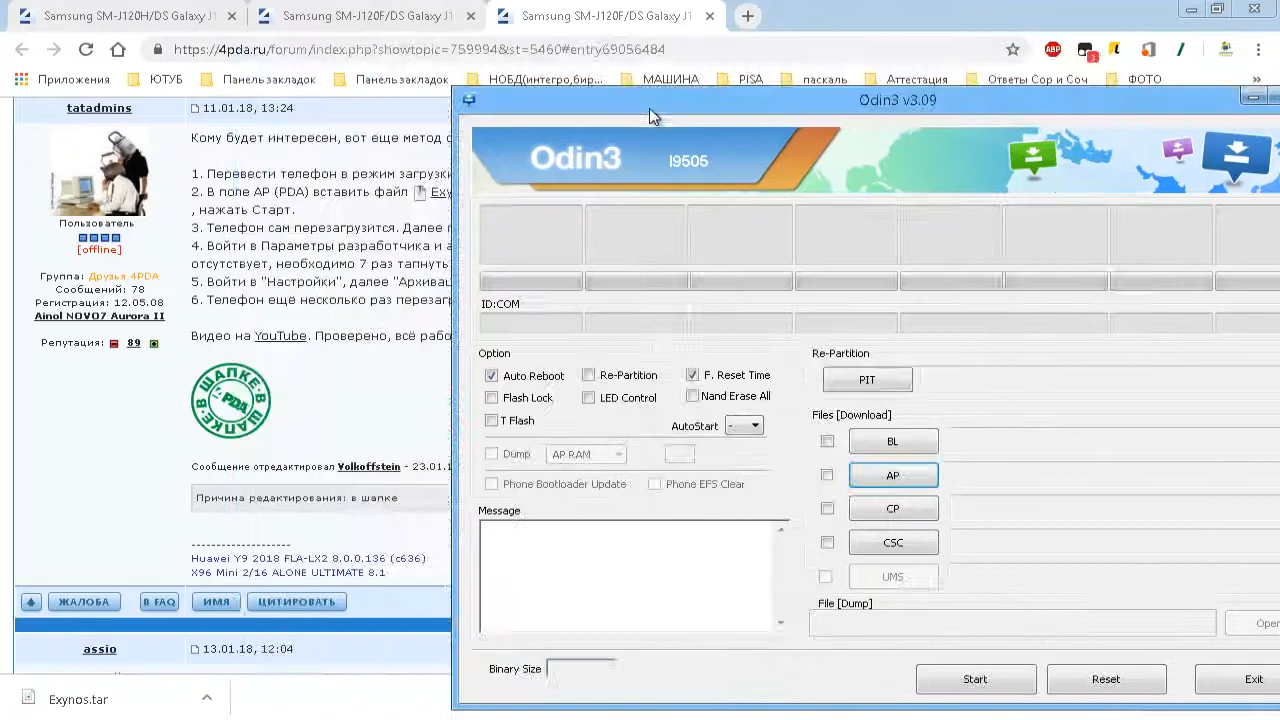 Samsung SM-J120H/DS Galaxy J1
Samsung SM-J120F/DS Galaxy J1
Samsung SM-J120F/DS Galaxy J1
https://4pda.ru/forum/index.php?showtopic=759994&st=5460#entry69056484
ABP
3
Приложения
ЮТУБ
Панель закладок
Панель закладок
НОБД(интегро,бир...
МАШИНА
PISA
паскаль
Аттестация
Ответы Сор и Соч
ФОТО
»
tatadmins
11.01.18, 13:24
Пользователь
[offline]
Группа: Друзья 4PDA
Сообщений: 78
Регистрация: 12.05.08
Ainol NOVO7 Aurora II
Репутация: 89
Кому будет интересен, вот еще метод
1. Перевести телефон в режим загрузк
2. В поле AP (PDA) вставить файл Exy
, нажать Старт.
3. Телефон сам перезагрузится. Далее
4. Войти в Параметры разработчика и а
отсутствует, необходимо 7 раз тапнуть
5. Войти в "Настройки", далее "Архива
6. Телефон ещё несколько раз перезаг
Видео на YouTube. Проверено, всё рабо
В·ШАПКЕ·В·ШАПКЕ
4PDA
Сообщение отредактировал Volkoffstein - 23.01.1
Причина редактирования: в шапке
--------------------
Huawei Y9 2018 FLA-LX2 8.0.0.136 (c636)
X96 Mini 2/16 ALONE ULTIMATE 8.1
ЖАЛОБА
В FAQ
ИМЯ
ЦИТИРОВАТЬ
assio
13.01.18, 12:04
Exynos.tar
Odin3 v3.09
Odin3
I9505
ID:COM
Option
Auto Reboot
Re-Partition
F. Reset Time
Flash Lock
LED Control
Nand Erase All
T Flash
AutoStart
-
Dump
AP RAM
Phone Bootloader Update
Phone EFS Clear
Message
Binary Size
Re-Partition
PIT
Files [Download]
BL
AP
CP
CSC
UMS
File [Dump]
Open
Start
Reset
Exit